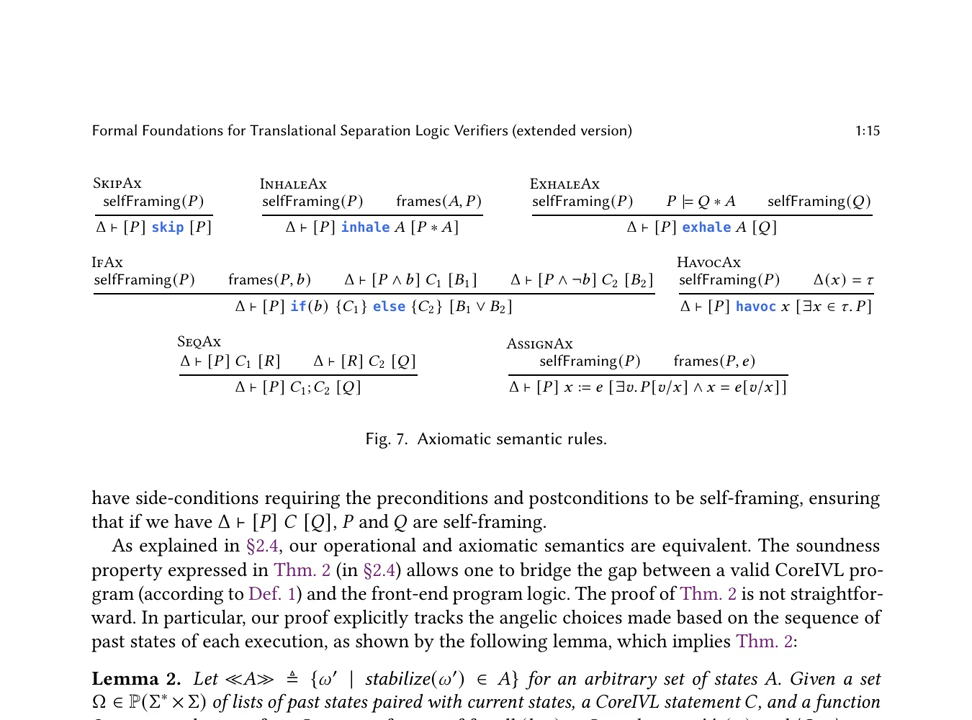 Formal Foundations for Translational Separation Logic Verifiers (extended version) 1:15
SkipAx
selfFraming(P)
Δ ⊢ [P] skip [P]
InhaleAx
selfFraming(P) frames(A, P)
Δ ⊢ [P] inhale A [P ∗ A]
ExhaleAx
selfFraming(P) P ⊨ Q ∗ A selfFraming(Q)
Δ ⊢ [P] exhale A [Q]
IfAx
selfFraming(P) frames(P, b) Δ ⊢ [P ∧ b] C₁ [B₁] Δ ⊢ [P ∧ ¬b] C₂ [B₂]
Δ ⊢ [P] if(b) {C₁} else {C₂} [B₁ ∨ B₂]
HavocAx
selfFraming(P) Δ(x) = τ
Δ ⊢ [P] havoc x [∃x ∈ τ. P]
SeqAx
Δ ⊢ [P] C₁ [R] Δ ⊢ [R] C₂ [Q]
Δ ⊢ [P] C₁; C₂ [Q]
AssignAx
selfFraming(P) frames(P, e)
Δ ⊢ [P] x ≔ e [∃v. P[v/x] ∧ x = e[v/x]]
Fig. 7. Axiomatic semantic rules.
have side-conditions requiring the preconditions and postconditions to be self-framing, ensuring
that if we have Δ ⊢ [P] C [Q], P and Q are self-framing.
As explained in §2.4, our operational and axiomatic semantics are equivalent. The soundness
property expressed in Thm. 2 (in §2.4) allows one to bridge the gap between a valid CoreIVL pro-
gram (according to Def. 1) and the front-end program logic. The proof of Thm. 2 is not straightfor-
ward. In particular, our proof explicitly tracks the angelic choices made based on the sequence of
past states of each execution, as shown by the following lemma, which implies Thm. 2:
Lemma 2. Let ≪A≫ ≜ {ω′ | stabilize(ω′) ∈ A} for an arbitrary set of states A. Given a set
Ω ∈ ℙ(Σ* × Σ) of lists of past states paired with current states, a CoreIVL statement C, and a function